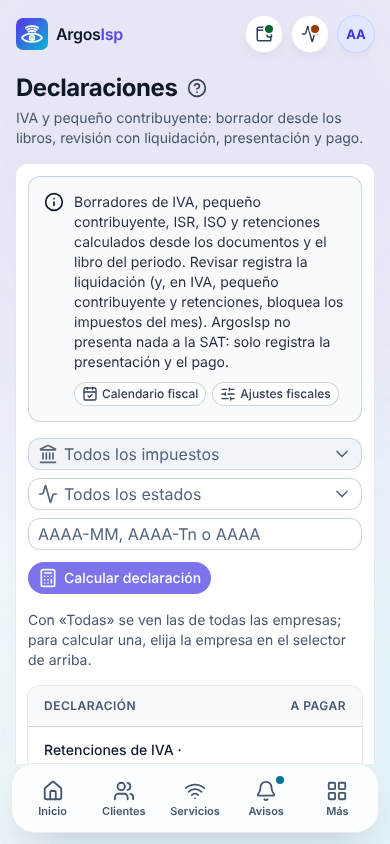 ArgosIsp
AA
Declaraciones
IVA y pequeño contribuyente: borrador desde los
libros, revisión con liquidación, presentación y pago.
Borradores de IVA, pequeño
contribuyente, ISR, ISO y retenciones
calculados desde los documentos y el
libro del periodo. Revisar registra la
liquidación (y, en IVA, pequeño
contribuyente y retenciones, bloquea los
impuestos del mes). ArgosIsp no
presenta nada a la SAT: solo registra la
presentación y el pago.
Calendario fiscal
Ajustes fiscales
Todos los impuestos
Todos los estados
AAAA-MM, AAAA-Tn o AAAA
Calcular declaración
Con «Todas» se ven las de todas las empresas;
para calcular una, elija la empresa en el selector
de arriba.
DECLARACIÓN A PAGAR
Retenciones de IVA ·
Inicio Clientes Servicios Avisos Más